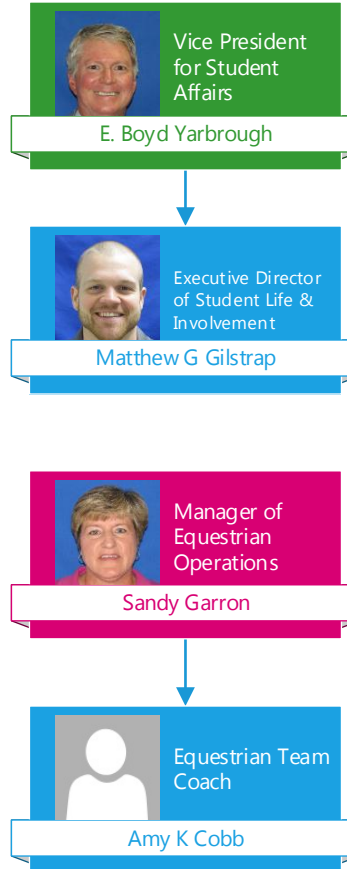 Vice President
for Student
Affairs
E. Boyd Yarbrough
Executive Director
of Student Life &
Involvement
Matthew G Gilstrap
Manager of
Equestrian
Operations
Sandy Garron
Equestrian Team
Coach
Amy K Cobb